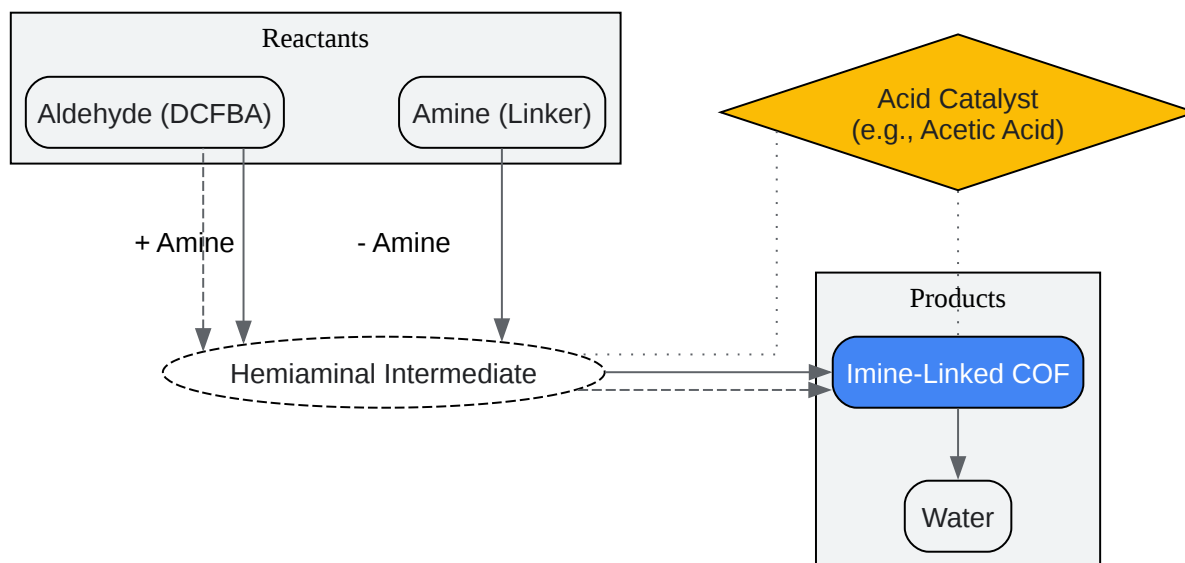 Reactants
Aldehyde (DCFBA)
Amine (Linker)
Acid Catalyst
(e.g., Acetic Acid)
+ Amine
- Amine
Products
Hemiaminal Intermediate
Imine-Linked COF
Water